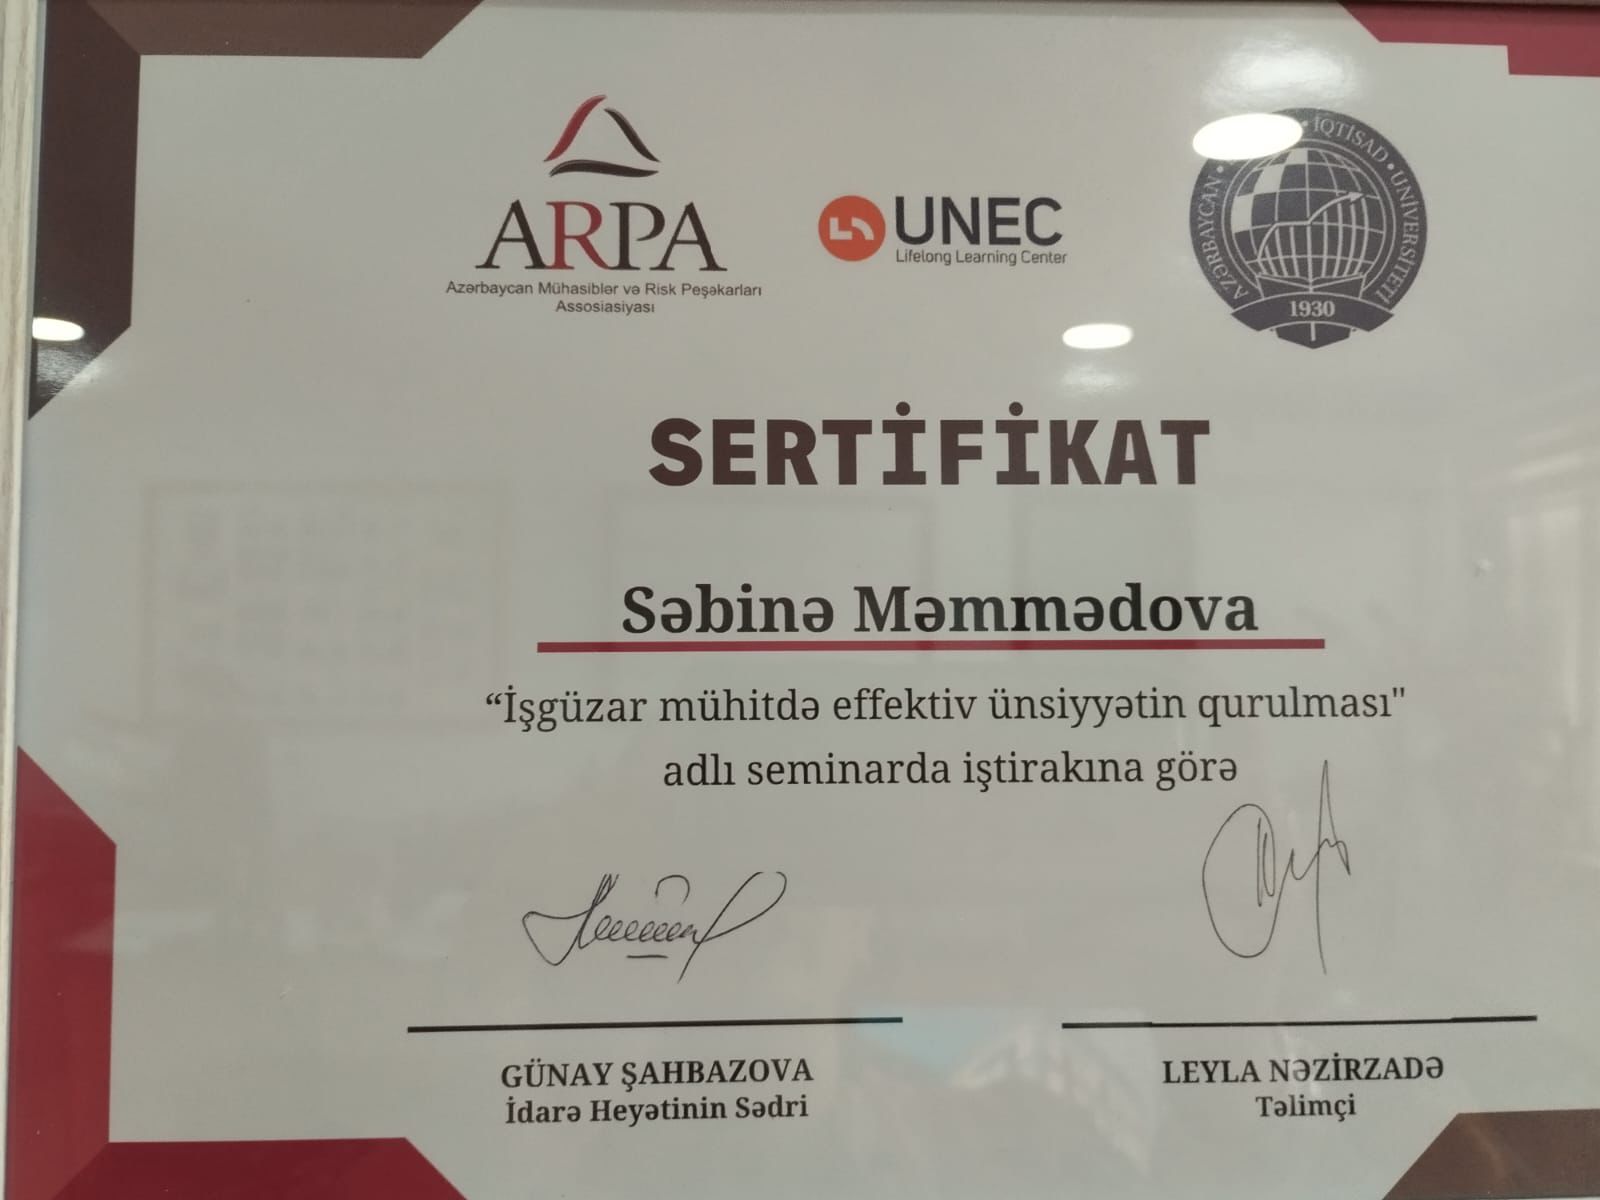 ARPA
Azərbaycan Mühasiblər və Risk Peşəkarları
Assosiasiyası
UNEC
Lifelong Learning Center
AZƏRBAYCAN • İQTİSAD • UNİVERSİTETİ
1930
SERTİFİKAT
Səbinə Məmmədova
“İşgüzar mühitdə effektiv ünsiyyətin qurulması"
adlı seminarda iştirakına görə
GÜNAY ŞAHBAZOVA
İdarə Heyətinin Sədri
LEYLA NƏZİRZADƏ
Təlimçi